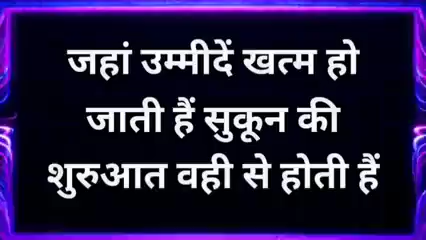 जहां उम्मीदें खत्म हो
जाती हैं सुकून की
शुरुआत वही से होती हैं